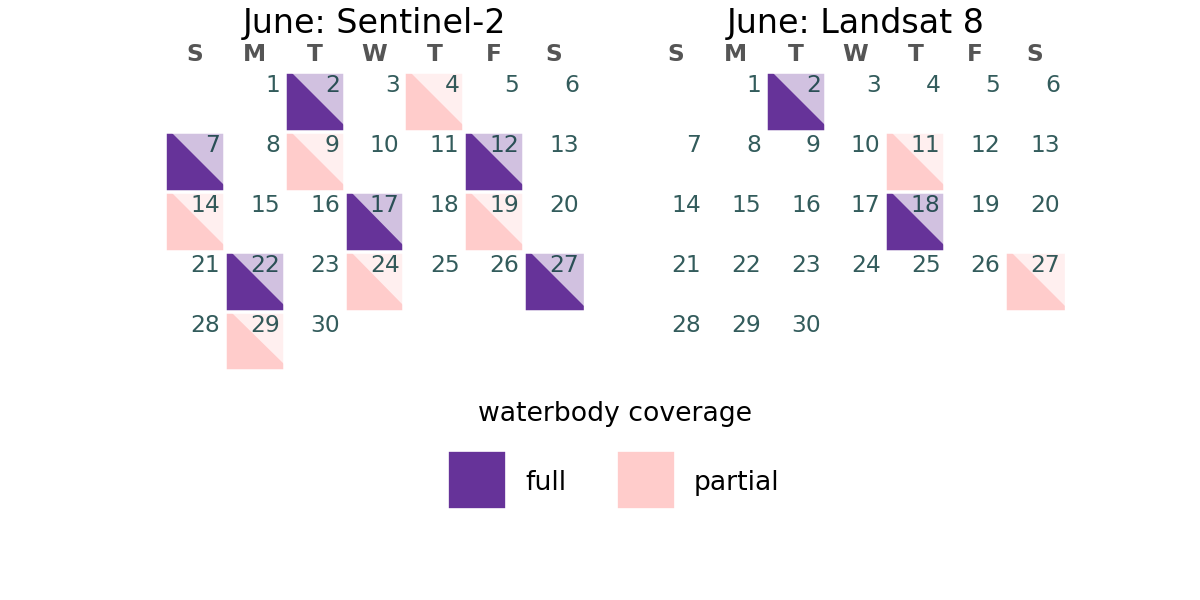 June: Sentinel-2
S M T W T F S
1 2 3 4 5 6
7 8 9 10 11 12 13
14 15 16 17 18 19 20
21 22 23 24 25 26 27
28 29 30
June: Landsat 8
S M T W T F S
1 2 3 4 5 6
7 8 9 10 11 12 13
14 15 16 17 18 19 20
21 22 23 24 25 26 27
28 29 30
waterbody coverage
full
partial